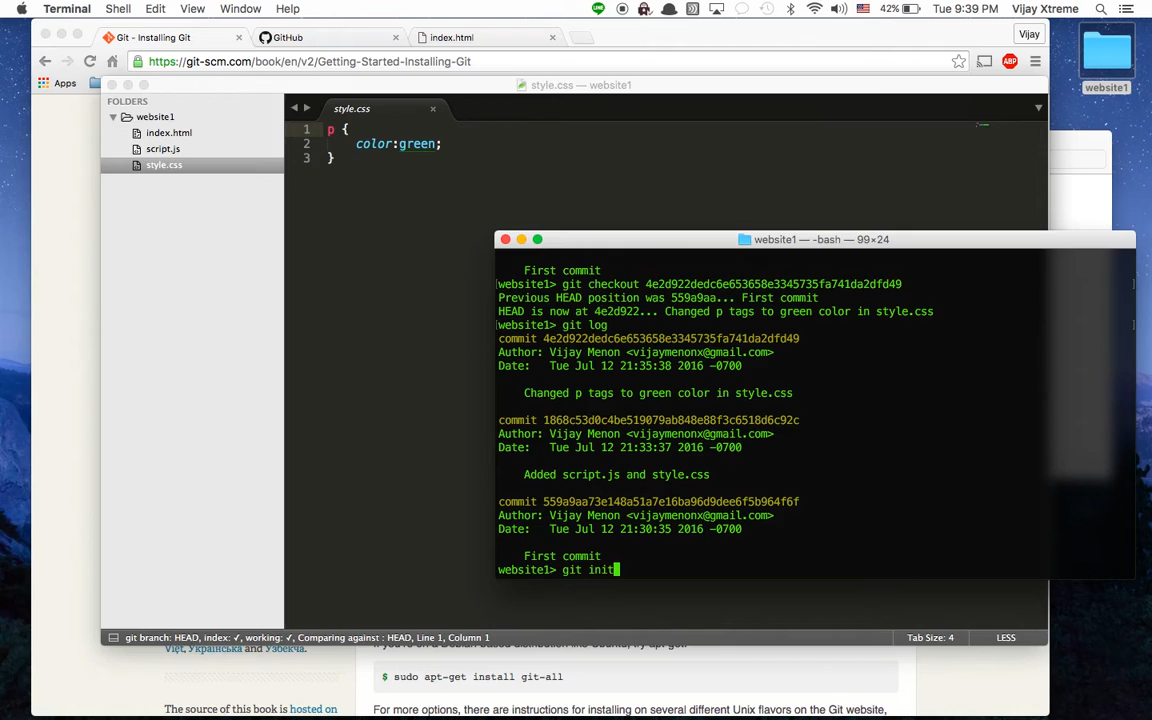 Terminal Shell Edit View Window Help 42% Tue 9:39 PM Vijay Xtreme
Git - Installing Git
GitHub
index.html
Vijay
https://git-scm.com/book/en/v2/Getting-Started-Installing-Git
ABP
Apps
website1
style.css — website1
FOLDERS
website1
index.html
script.js
style.css
style.css
1 p {
2 color:green;
3 }
website1 — -bash — 99×24
First commit
website1> git checkout 4e2d922dedc6e653658e3345735fa741da2dfd49
Previous HEAD position was 559a9aa... First commit
HEAD is now at 4e2d922... Changed p tags to green color in style.css
website1> git log
commit 4e2d922dedc6e653658e3345735fa741da2dfd49
Author: Vijay Menon <vijaymenonx@gmail.com>
Date: Tue Jul 12 21:35:38 2016 -0700
Changed p tags to green color in style.css
commit 1868c53d0c4be519079ab848e88f3c6518d6c92c
Author: Vijay Menon <vijaymenonx@gmail.com>
Date: Tue Jul 12 21:33:37 2016 -0700
Added script.js and style.css
commit 559a9aa73e148a51a7e16ba96d9dee6f5b964f6f
Author: Vijay Menon <vijaymenonx@gmail.com>
Date: Tue Jul 12 21:30:35 2016 -0700
First commit
website1> git init
git branch: HEAD, index: ✓, working: ✓, Comparing against : HEAD, Line 1, Column 1 Tab Size: 4 LESS
Việt, Українська and Ўзбекча.
The source of this book is hosted on
$ sudo apt-get install git-all
For more options, there are instructions for installing on several different Unix flavors on the Git website,